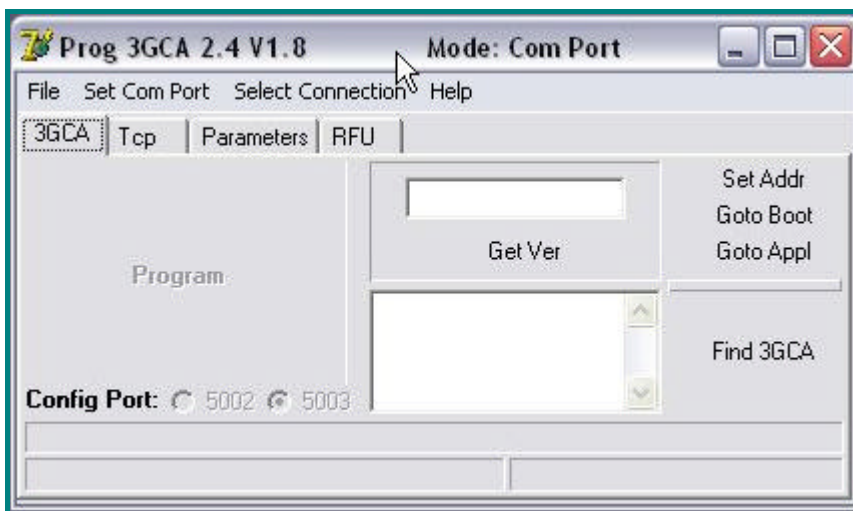 Prog 3GCA 2.4 V1.8 Mode: Com Port
File Set Com Port Select Connection Help
3GCA Tcp Parameters RFU
Set Addr
Goto Boot
Get Ver Goto Appl
Program
Find 3GCA
Config Port: 5002 5003